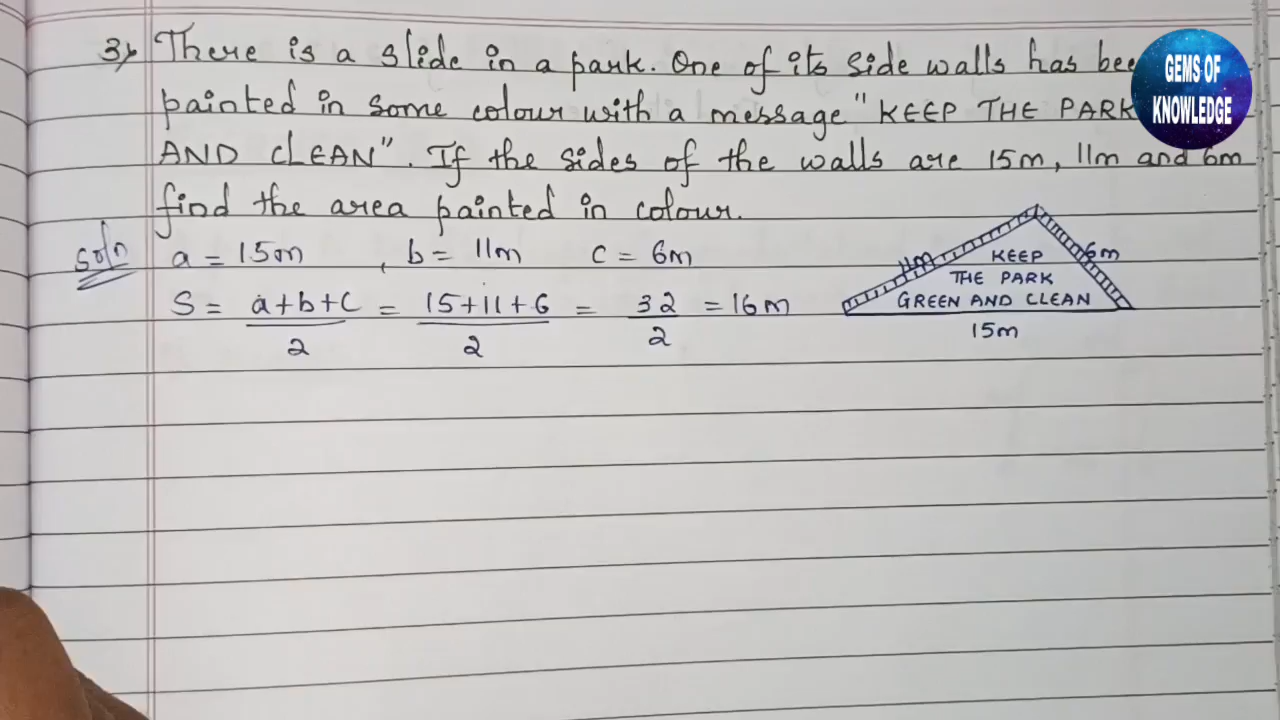 3) There is a slide in a park. One of its side walls has bee
painted in some colour with a message "KEEP THE PARK
AND CLEAN". If the sides of the walls are 15m, 11m and 6m
find the area painted in colour.
Soln a = 15m , b = 11m c = 6m
S = a+b+c / 2 = 15+11+6 / 2 = 32 / 2 = 16m
11m
6m
KEEP
THE PARK
GREEN AND CLEAN
15m
GEMS OF
KNOWLEDGE